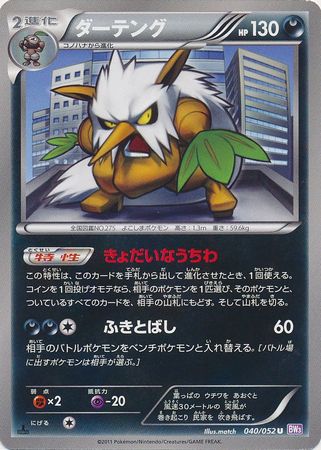 2進化 ダーテング HP130
コノハナから進化
全国図鑑NO.275 よこしまポケモン 高さ:1.3m 重さ:59.6kg
特性 きょだいなうちわ
この特性は、このカードを手札から出して進化させたとき、1回使える。
コインを1回投げオモテなら、相手のポケモンを1匹選び、そのポケモンと、
ついているすべてのカードを、相手の山札にもどす。そして山札を切る。
ふきとばし 60
相手のバトルポケモンをベンチポケモンと入れ替える。[バトル場
に出すポケモンは相手が選ぶ。]
弱点 抵抗力
×2 -20
にげる
葉っぱの ウチワを あおぐと
風速30メートルの 突風が
巻き起こり 民家を 吹き飛ばす。
Illus.match 040/052 U BW3
©2011 Pokémon/Nintendo/Creatures/GAME FREAK.